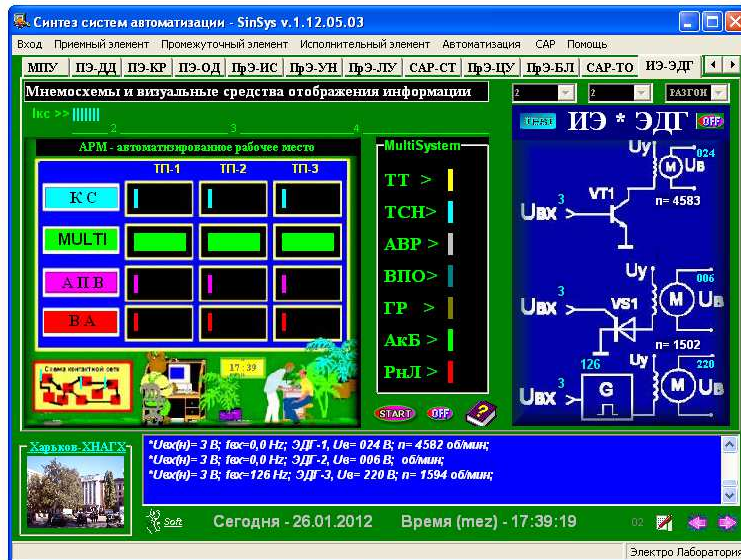 Синтез систем автоматизации - SinSys v.1.12.05.03
Вход Приемный элемент Промежуточный элемент Исполнительный элемент Автоматизация САР Помощь
МПУ ПЭ-ДД ПЭ-КР ПЭ-ОД ПрЭ-ИС ПрЭ-УН ПрЭ-ЛУ САР-СТ ПрЭ-ЦУ ПрЭ-БЛ САР-ТО ИЭ-ЭДГ
Мнемосхемы и визуальные средства отображения информации
2 2 РАЗГОН
Iкс >>
2 3 4
АРМ - автоматизированное рабочее место
ТП-1 ТП-2 ТП-3
К С
MULTI
А П В
В А
Схема контактной сети
17:39
MultiSystem
ТТ >
ТСН>
АВР >
ВПО>
ГР >
АкБ >
РнЛ >
START OFF ?
ИЭ * ЭДГ OFF
Uу 024
М Uв
Uвх 3 VT1 n= 4583
Uу 006
Uвх 3 VS1 М Uв
n= 1502
126 Uу 220
Uвх 3 G М Uв
Харьков-ХНАГХ
*Uвх(н)= 3 В; fвх=0,0 Hz; ЭДГ-1, Uв= 024 В; n= 4582 об/мин;
*Uвх(н)= 3 В; fвх=0,0 Hz; ЭДГ-2, Uв= 006 В; об/мин;
*Uвх(н)= 3 В; fвх=126 Hz; ЭДГ-3, Uв= 220 В; n= 1594 об/мин;
Soft Сегодня - 26.01.2012 Время (mez) - 17:39:19 02
Электро Лаборатория